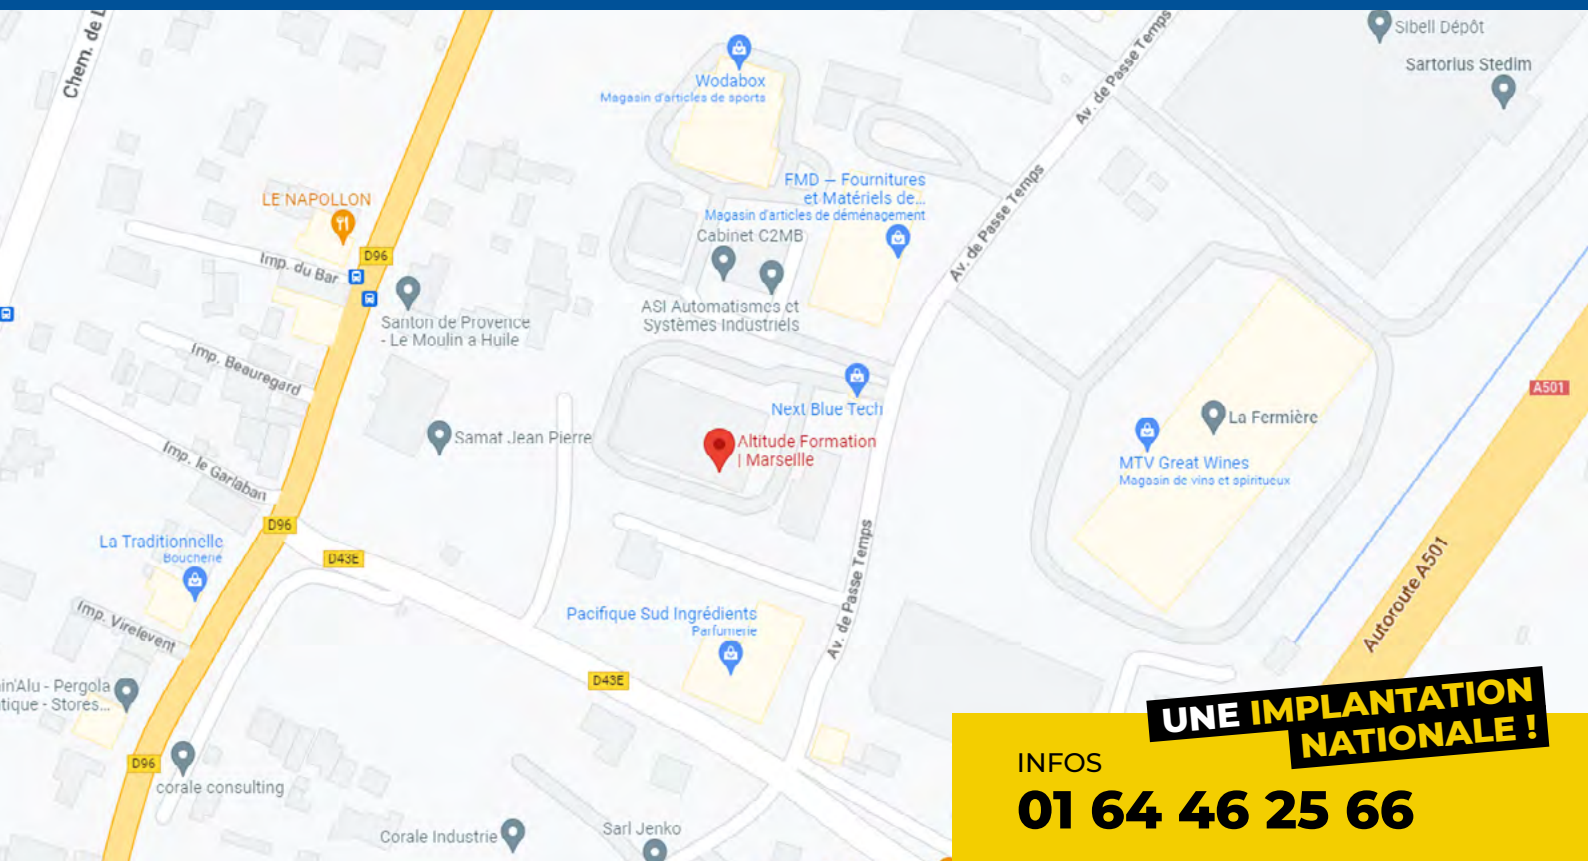 Chem. de L
Wodabox
Magasin d'articles de sports
Sibell Dépôt
Sartorius Stedim
Av. de Passe Temps
LE NAPOLLON
FMD – Fournitures
et Matériels de...
Magasin d'articles de déménagement
Cabinet C2MB
Av. de Passe Temps
D96
Imp. du Bar
ASI Automatismes et
Systèmes Industriels
Santon de Provence
- Le Moulin a Huile
Imp. Beauregard
Next Blue Tech
A501
La Fermière
Samat Jean Pierre
Altitude Formation
| Marseille
MTV Great Wines
Magasin de vins et spiritueux
Imp. le Garlaban
D96
La Traditionnelle
Boucherie
D43E
Av. de Passe Temps
Autoroute A501
Imp. Virelevent
Pacifique Sud Ingrédients
Parfumerie
D43E
in'Alu - Pergola
tique - Stores...
D96
corale consulting
Corale Industrie
Sarl Jenko
UNE IMPLANTATION
NATIONALE !
INFOS
01 64 46 25 66